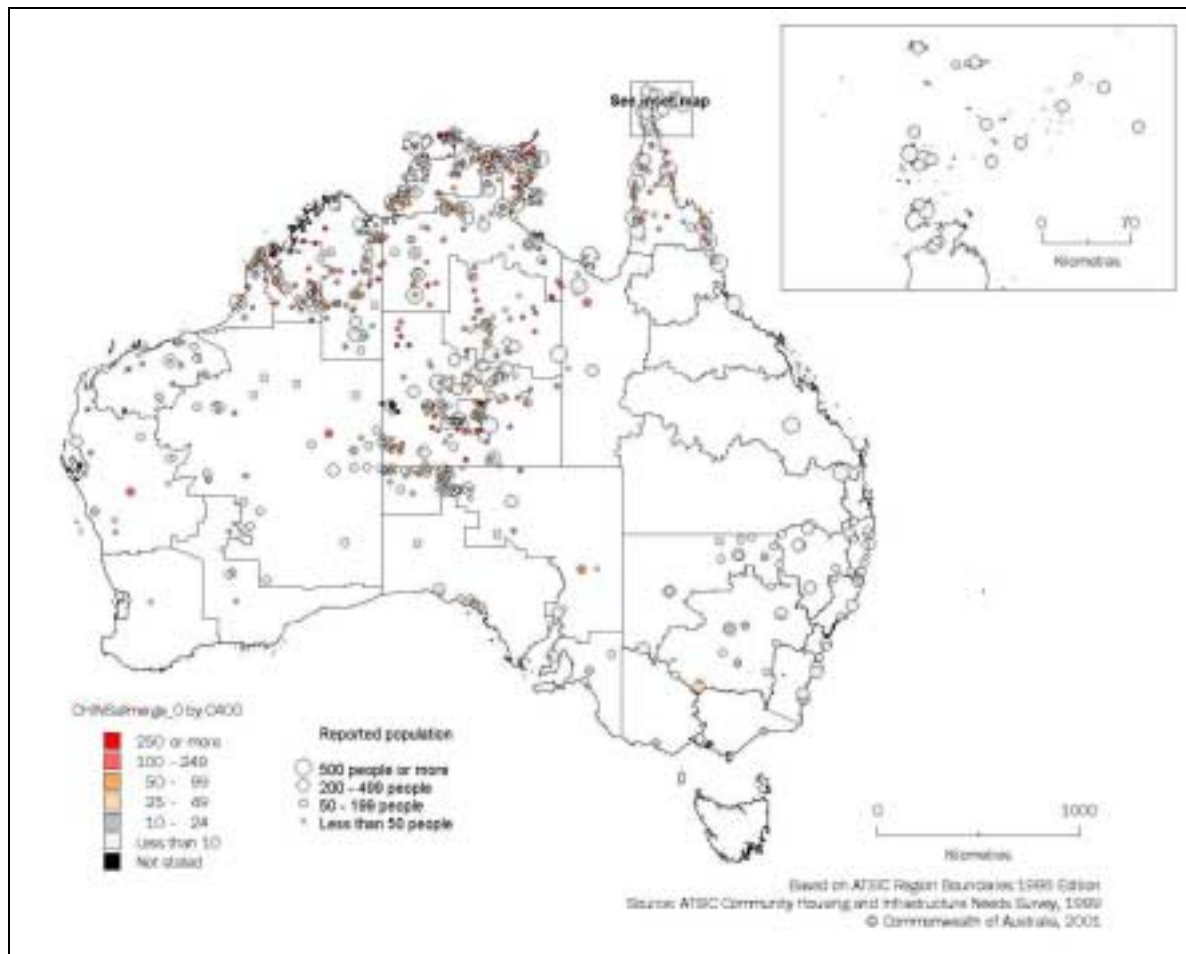 See inset map
0 70
Kilometres
CHINSalmerge_0 by C400
250 or more
100 - 249
50 - 99
25 - 49
10 - 24
Less than 10
Not stated
Reported population
500 people or more
200 - 499 people
50 - 199 people
Less than 50 people
0 1000
Kilometres
Based on ATSIC Region Boundaries 1996 Edition
Source: ATSIC Community Housing and Infrastructure Needs Survey, 1999
© Commonwealth of Australia, 2001